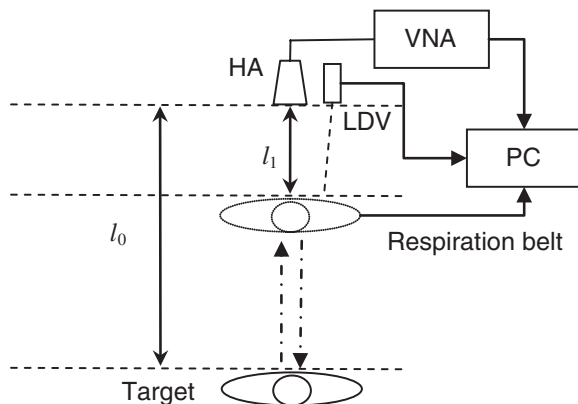 VNA
HA
LDV
PC
l₁
l₀
Respiration belt
Target